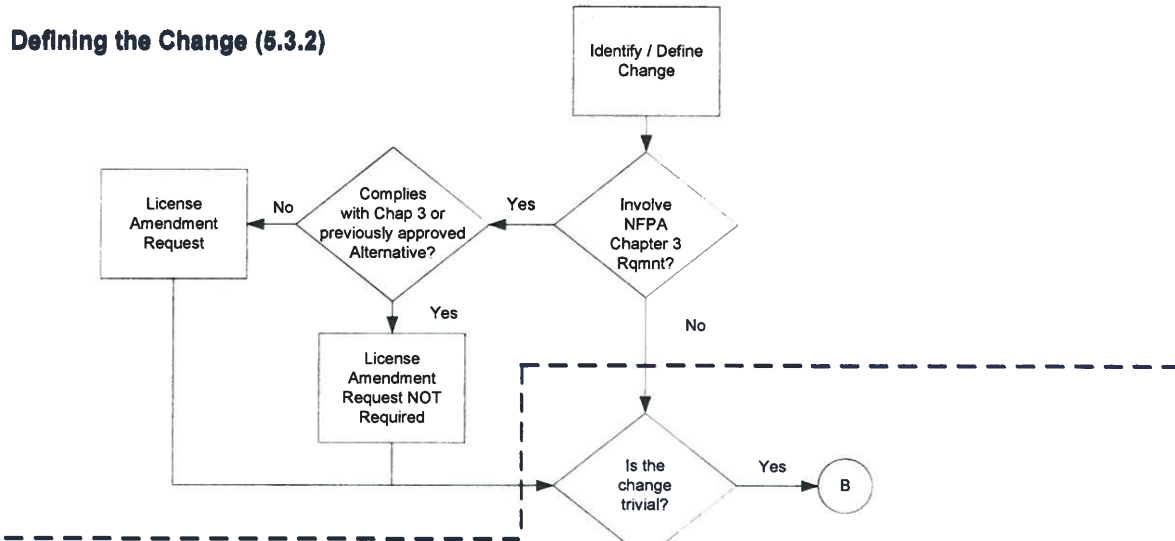 Defining the Change (5.3.2)
Identify / Define
Change
Involve
NFPA
Chapter 3
Rqmnt?
Yes
Complies
with Chap 3 or
previously approved
Alternative?
No
License
Amendment
Request
Yes
License
Amendment
Request NOT
Required
No
Is the
change
trivial?
Yes
B